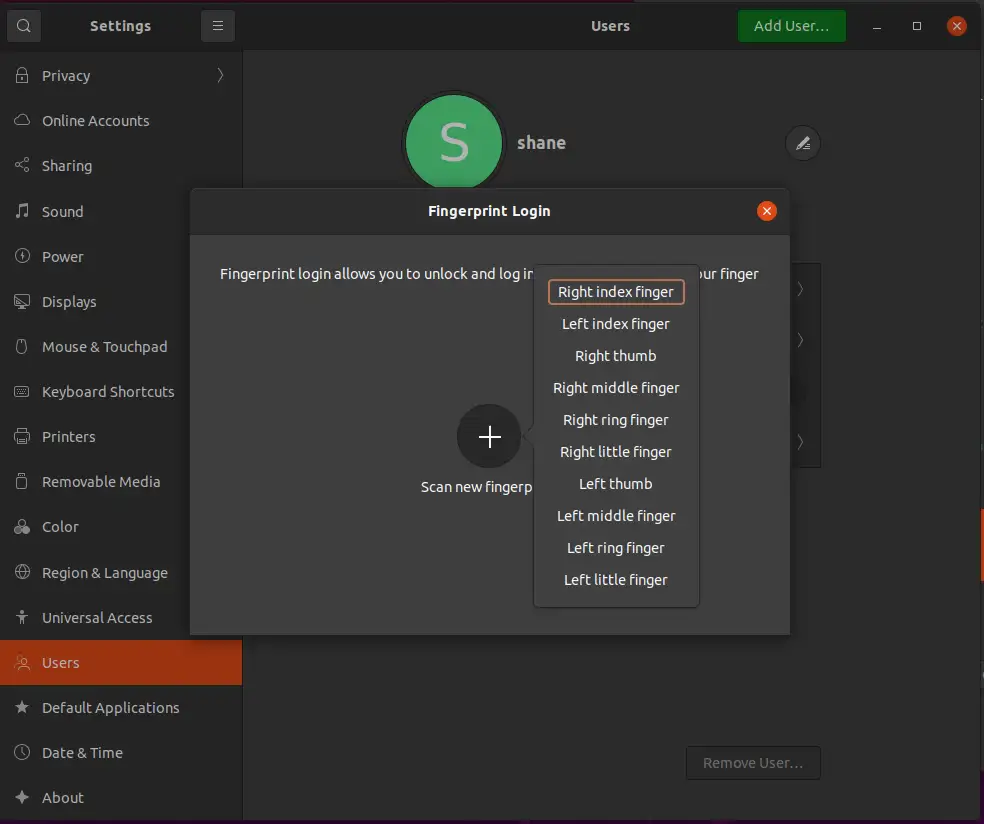 Settings
Users
Add User...
Privacy
Online Accounts
Sharing
Sound
Power
Displays
Mouse & Touchpad
Keyboard Shortcuts
Printers
Removable Media
Color
Region & Language
Universal Access
Users
Default Applications
Date & Time
About
S
shane
Fingerprint Login
Fingerprint login allows you to unlock and log in our finger
Scan new fingerp
Right index finger
Left index finger
Right thumb
Right middle finger
Right ring finger
Right little finger
Left thumb
Left middle finger
Left ring finger
Left little finger
Remove User...